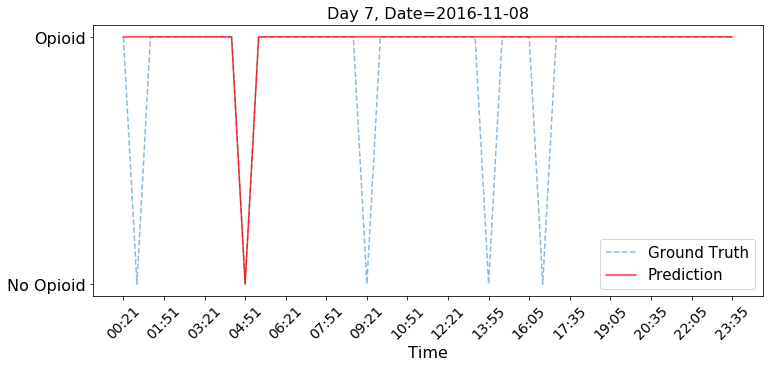 Day 7, Date=2016-11-08
Opioid
No Opioid
Ground Truth
Prediction
00:21 01:51 03:21 04:51 06:21 07:51 09:21 10:51 12:21 13:55 16:05 17:35 19:05 20:35 22:05 23:35
Time